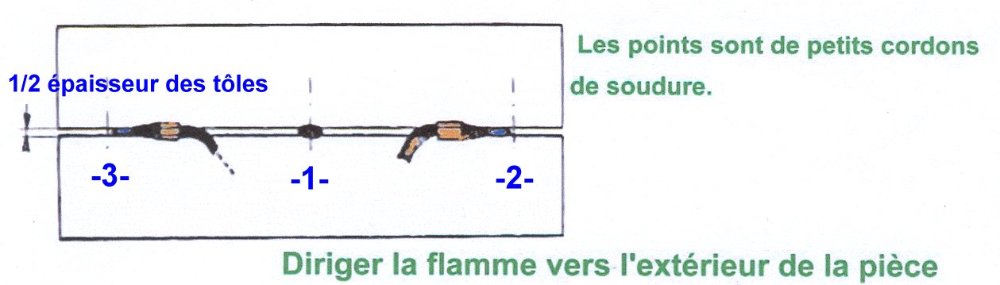 Les points sont de petits cordons
de soudure.
1/2 épaisseur des tôles
-3-
-1-
-2-
Diriger la flamme vers l'extérieur de la pièce